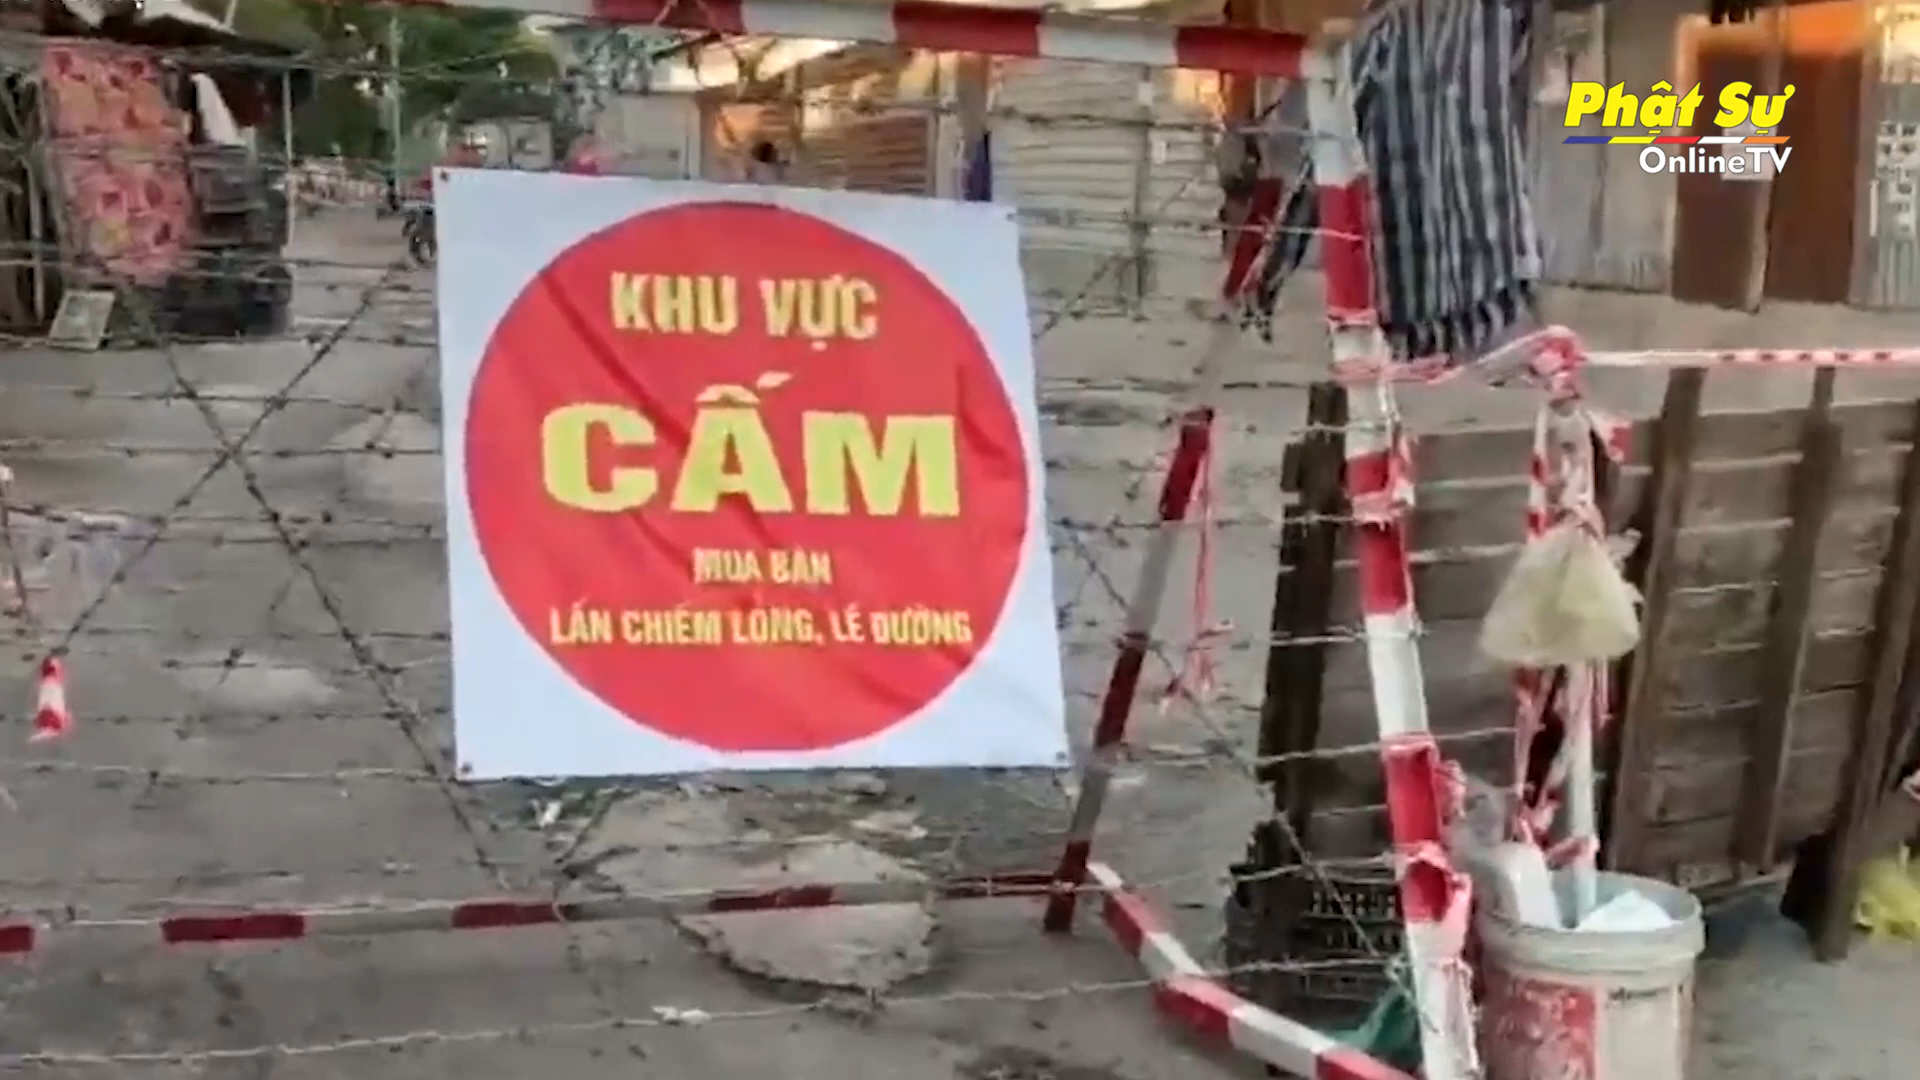 Phật Sự
OnlineTV
KHU VỰC
CẤM
MUA BÁN
LẤN CHIẾM LÒNG, LỀ ĐƯỜNG